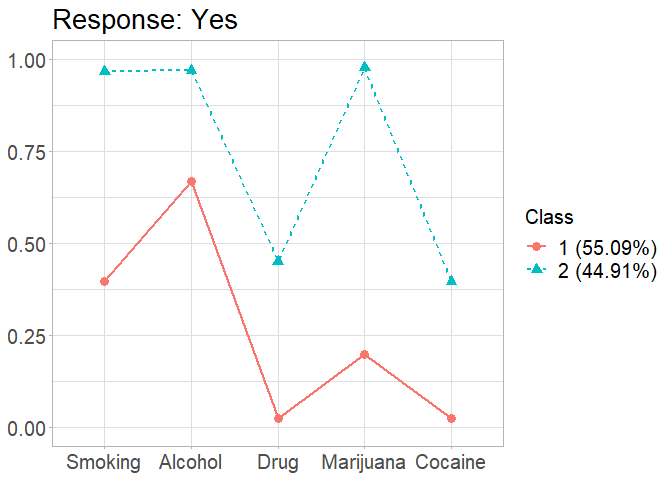 Response: Yes
1.00
0.75
0.50
0.25
0.00
Smoking Alcohol Drug Marijuana Cocaine
Class
1 (55.09%)
2 (44.91%)